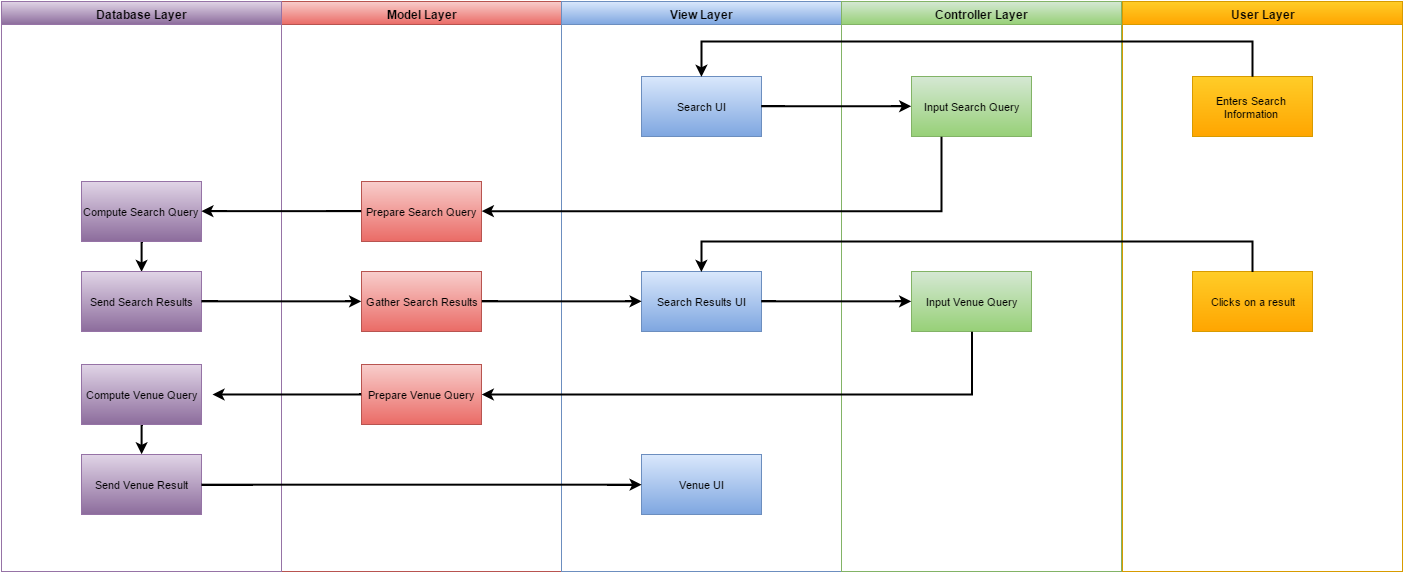 Database Layer
Model Layer
View Layer
Controller Layer
User Layer
Search UI
Input Search Query
Enters Search
Information
Compute Search Query
Prepare Search Query
Send Search Results
Gather Search Results
Search Results UI
Input Venue Query
Clicks on a result
Compute Venue Query
Prepare Venue Query
Send Venue Result
Venue UI